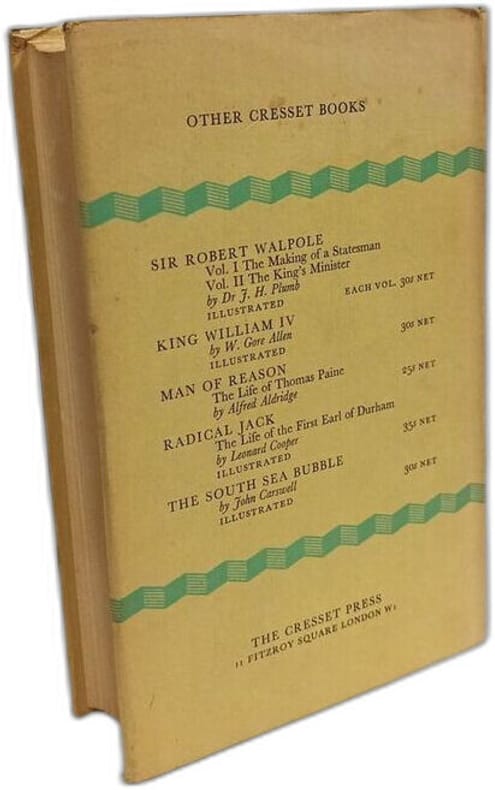 OTHER CRESSET BOOKS
SIR ROBERT WALPOLE
Vol. I The Making of a Statesman
Vol. II The King's Minister
by Dr J. H. Plumb
ILLUSTRATED EACH VOL. 30s NET
KING WILLIAM IV
by W. Gore Allen 30s NET
ILLUSTRATED
MAN OF REASON
The Life of Thomas Paine 25s NET
by Alfred Aldridge
RADICAL JACK
The Life of the First Earl of Durham
by Leonard Cooper 35s NET
ILLUSTRATED
THE SOUTH SEA BUBBLE
by John Carswell 30s NET
ILLUSTRATED
THE CRESSET PRESS
11 FITZROY SQUARE LONDON W1